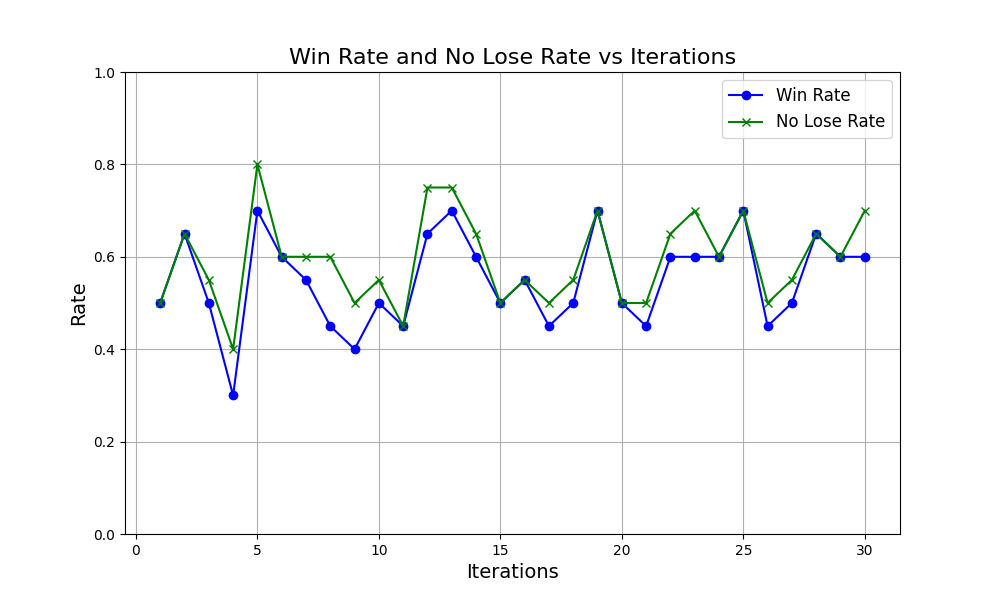 Win Rate and No Lose Rate vs Iterations
1.0
Win Rate
No Lose Rate
0.8
0.6
0.4
0.2
0.0
Rate
0 5 10 15 20 25 30
Iterations